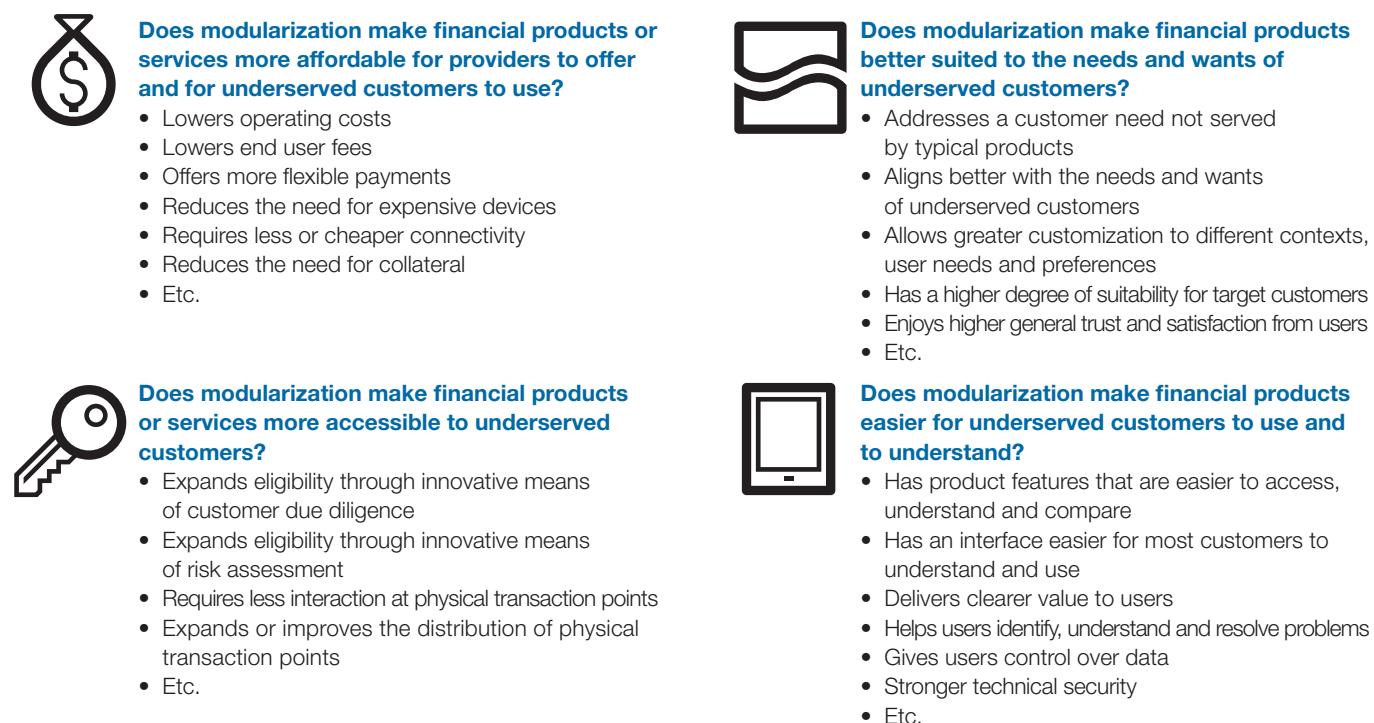 $
Does modularization make financial products or
services more affordable for providers to offer
and for underserved customers to use?
• Lowers operating costs
• Lowers end user fees
• Offers more flexible payments
• Reduces the need for expensive devices
• Requires less or cheaper connectivity
• Reduces the need for collateral
• Etc.
Does modularization make financial products
better suited to the needs and wants of
underserved customers?
• Addresses a customer need not served
by typical products
• Aligns better with the needs and wants
of underserved customers
• Allows greater customization to different contexts,
user needs and preferences
• Has a higher degree of suitability for target customers
• Enjoys higher general trust and satisfaction from users
• Etc.
Does modularization make financial products
or services more accessible to underserved
customers?
• Expands eligibility through innovative means
of customer due diligence
• Expands eligibility through innovative means
of risk assessment
• Requires less interaction at physical transaction points
• Expands or improves the distribution of physical
transaction points
• Etc.
Does modularization make financial products
easier for underserved customers to use and
to understand?
• Has product features that are easier to access,
understand and compare
• Has an interface easier for most customers to
understand and use
• Delivers clearer value to users
• Helps users identify, understand and resolve problems
• Gives users control over data
• Stronger technical security
• Etc.